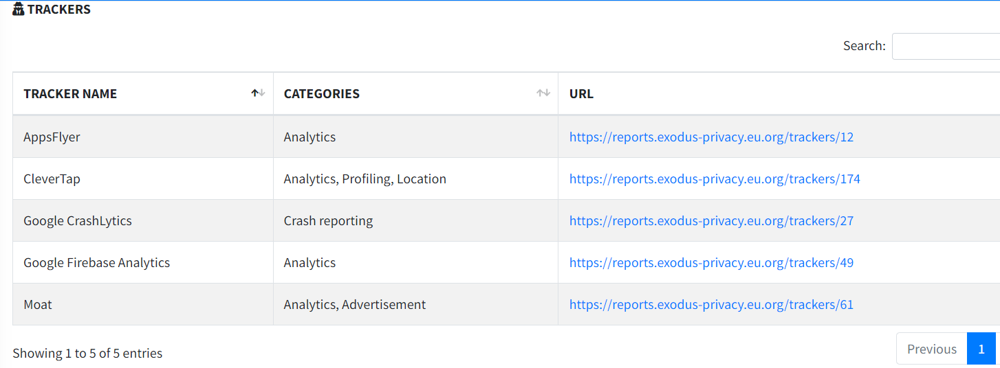 TRACKERS
Search:
TRACKER NAME CATEGORIES URL
AppsFlyer Analytics https://reports.exodus-privacy.eu.org/trackers/12
CleverTap Analytics, Profiling, Location https://reports.exodus-privacy.eu.org/trackers/174
Google CrashLytics Crash reporting https://reports.exodus-privacy.eu.org/trackers/27
Google Firebase Analytics Analytics https://reports.exodus-privacy.eu.org/trackers/49
Moat Analytics, Advertisement https://reports.exodus-privacy.eu.org/trackers/61
Showing 1 to 5 of 5 entries
Previous 1